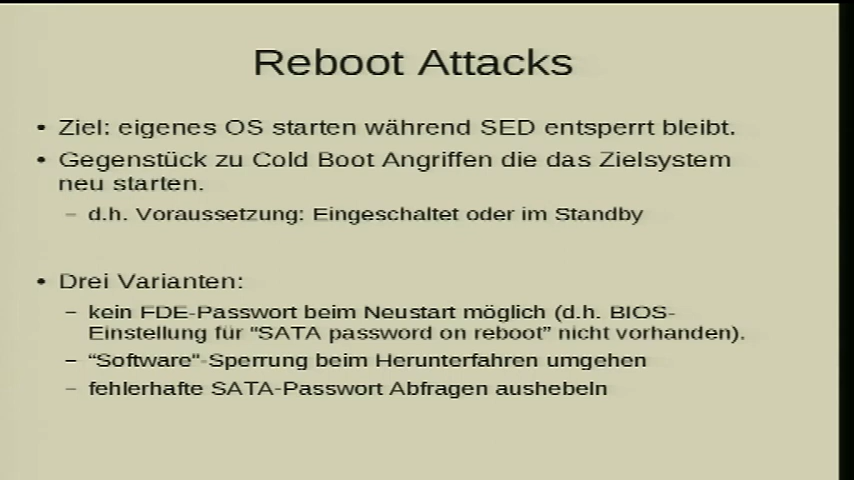 Reboot Attacks
• Ziel: eigenes OS starten während SED entsperrt bleibt.
• Gegenstück zu Cold Boot Angriffen die das Zielsystem
neu starten.
– d.h. Voraussetzung: Eingeschaltet oder im Standby
• Drei Varianten:
– kein FDE-Passwort beim Neustart möglich (d.h. BIOS-
Einstellung für "SATA password on reboot" nicht vorhanden).
– "Software"-Sperrung beim Herunterfahren umgehen
– fehlerhafte SATA-Passwort Abfragen aushebeln